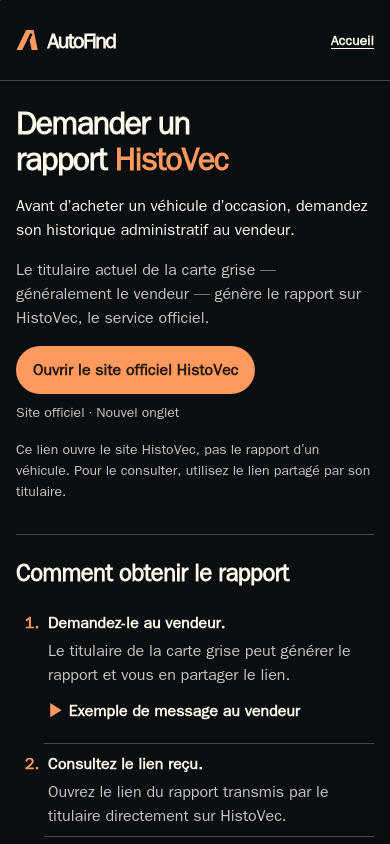 AutoFind
Accueil
Demander un
rapport HistoVec
Avant d’acheter un véhicule d’occasion, demandez
son historique administratif au vendeur.
Le titulaire actuel de la carte grise —
généralement le vendeur — génère le rapport sur
HistoVec, le service officiel.
Ouvrir le site officiel HistoVec
Site officiel · Nouvel onglet
Ce lien ouvre le site HistoVec, pas le rapport d’un
véhicule. Pour le consulter, utilisez le lien partagé par son
titulaire.
Comment obtenir le rapport
1. Demandez-le au vendeur.
Le titulaire de la carte grise peut générer le
rapport et vous en partager le lien.
▶ Exemple de message au vendeur
2. Consultez le lien reçu.
Ouvrez le lien du rapport transmis par le
titulaire directement sur HistoVec.